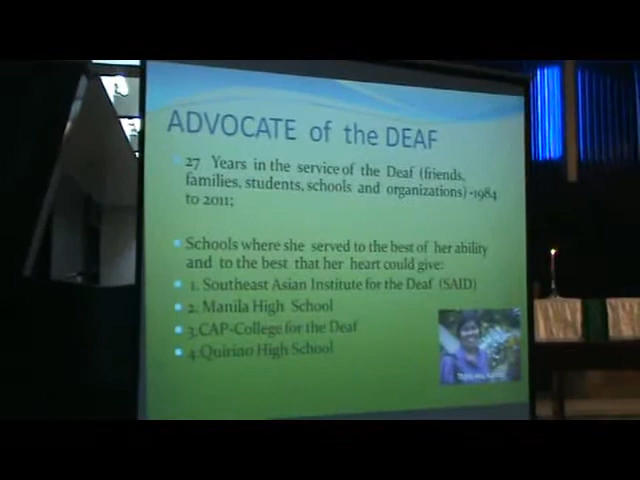 ADVOCATE of the DEAF
27 Years in the service of the Deaf (friends,
families, students, schools and organizations) -1984
to 2011;
Schools where she served to the best of her ability
and to the best that her heart could give:
1. Southeast Asian Institute for the Deaf (SAID)
2. Manila High School
3.CAP-College for the Deaf
4.Quirino High School